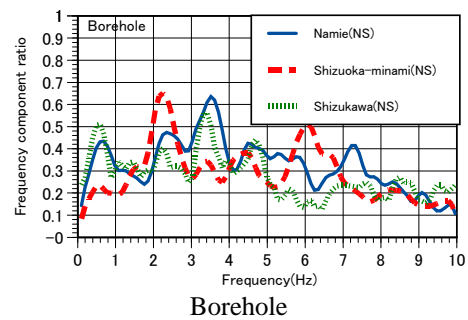 Borehole
Namie(NS)
Shizuoka-minami(NS)
Shizukawa(NS)
Frequency component ratio
1
0.9
0.8
0.7
0.6
0.5
0.4
0.3
0.2
0.1
-0
0 1 2 3 4 5 6 7 8 9 10
Frequency(Hz)
Borehole